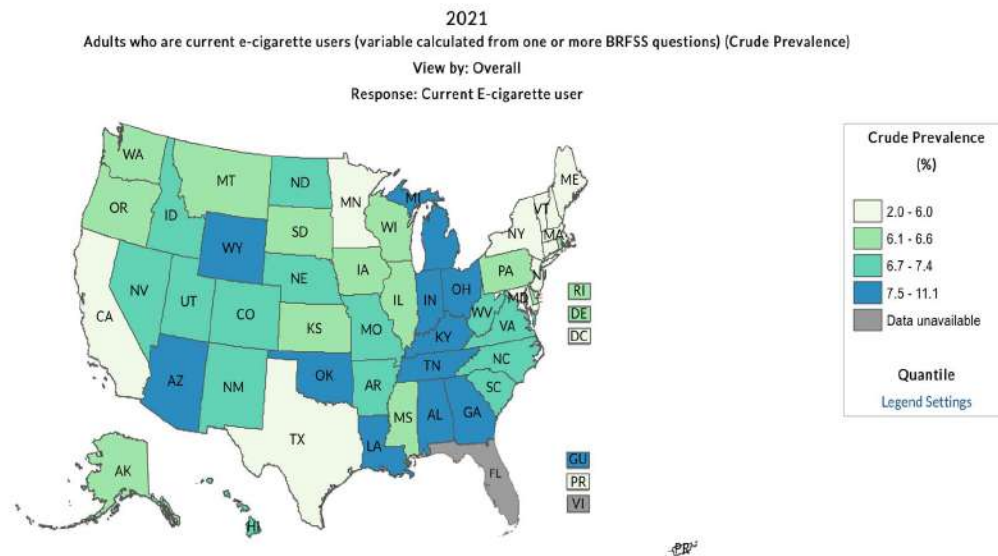 2021
Adults who are current e-cigarette users (variable calculated from one or more BRFSS questions) (Crude Prevalence)
View by: Overall
Response: Current E-cigarette user
Crude Prevalence
(%)
2.0 - 6.0
6.1 - 6.6
6.7 - 7.4
7.5 - 11.1
Data unavailable
Quantile
Legend Settings
WA
MT
ND
MN
ME
VT
OR
ID
SD
WI
MI
NY
MA
WY
IA
PA
NJ
NE
IL
IN
OH
MD
NV
UT
CO
KS
MO
WV
VA
KY
CA
RI
DE
DC
AZ
NM
OK
AR
TN
NC
SC
TX
LA
MS
AL
GA
FL
AK
HI
GU
PR
VI
PR